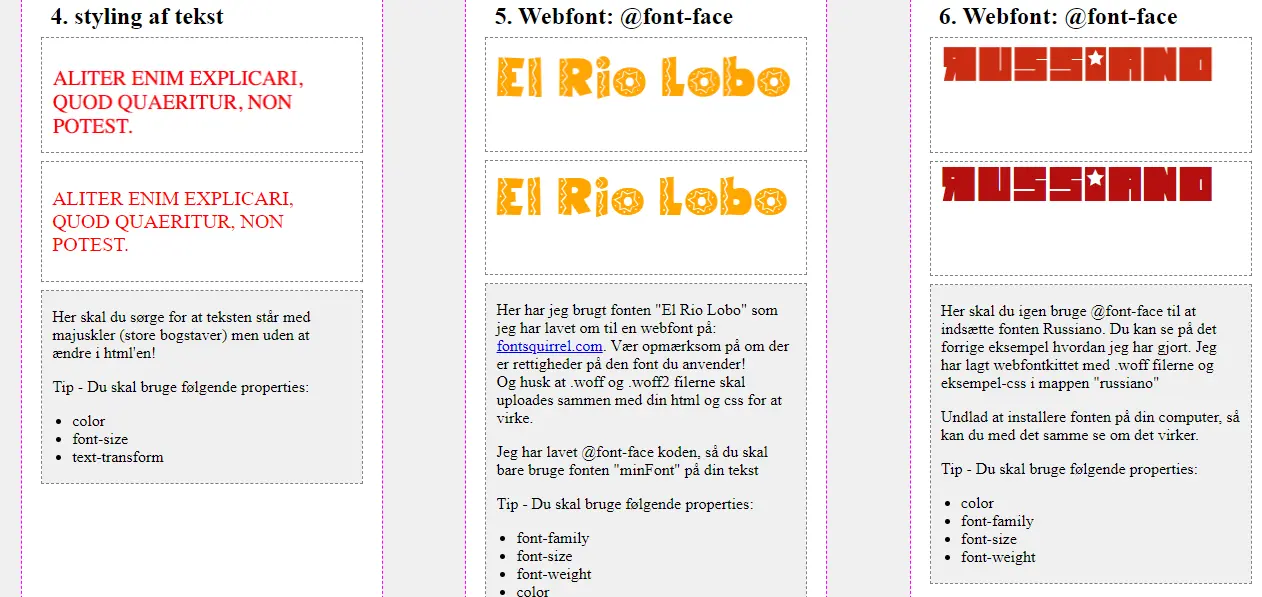 4. styling af tekst
ALITER ENIM EXPLICARI,
QUOD QUAERITUR, NON
POTEST.
ALITER ENIM EXPLICARI,
QUOD QUAERITUR, NON
POTEST.
Her skal du sørge for at teksten står med
majuskler (store bogstaver) men uden at
ændre i html'en!
Tip - Du skal bruge følgende properties:
• color
• font-size
• text-transform
5. Webfont: @font-face
El Rio Lobo
El Rio Lobo
Her har jeg brugt fonten "El Rio Lobo" som
jeg har lavet om til en webfont på:
fontsquirrel.com. Vær opmærksom på om der
er rettigheder på den font du anvender!
Og husk at .woff og .woff2 filerne skal
uploades sammen med din html og css for at
virke.
Jeg har lavet @font-face koden, så du skal
bare bruge fonten "minFont" på din tekst
Tip - Du skal bruge følgende properties:
• font-family
• font-size
• font-weight
• color
6. Webfont: @font-face
RUSSIANO
RUSSIANO
Her skal du igen bruge @font-face til at
indsætte fonten Russiano. Du kan se på det
forrige eksempel hvordan jeg har gjort. Jeg
har lagt webfontkittet med .woff filerne og
eksempel-css i mappen "russiano"
Undlad at installere fonten på din computer, så
kan du med det samme se om det virker.
Tip - Du skal bruge følgende properties:
• color
• font-family
• font-size
• font-weight